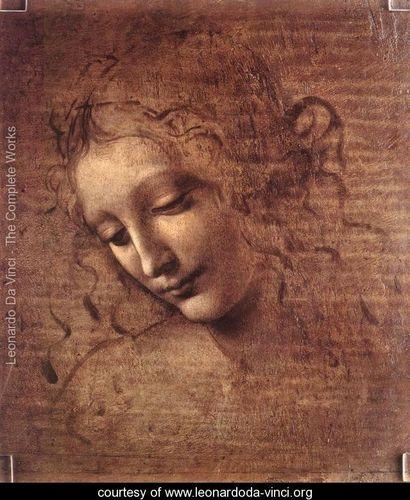 Leonardo Da Vinci - The Complete Works
courtesy of www.leonardoda-vinci.org